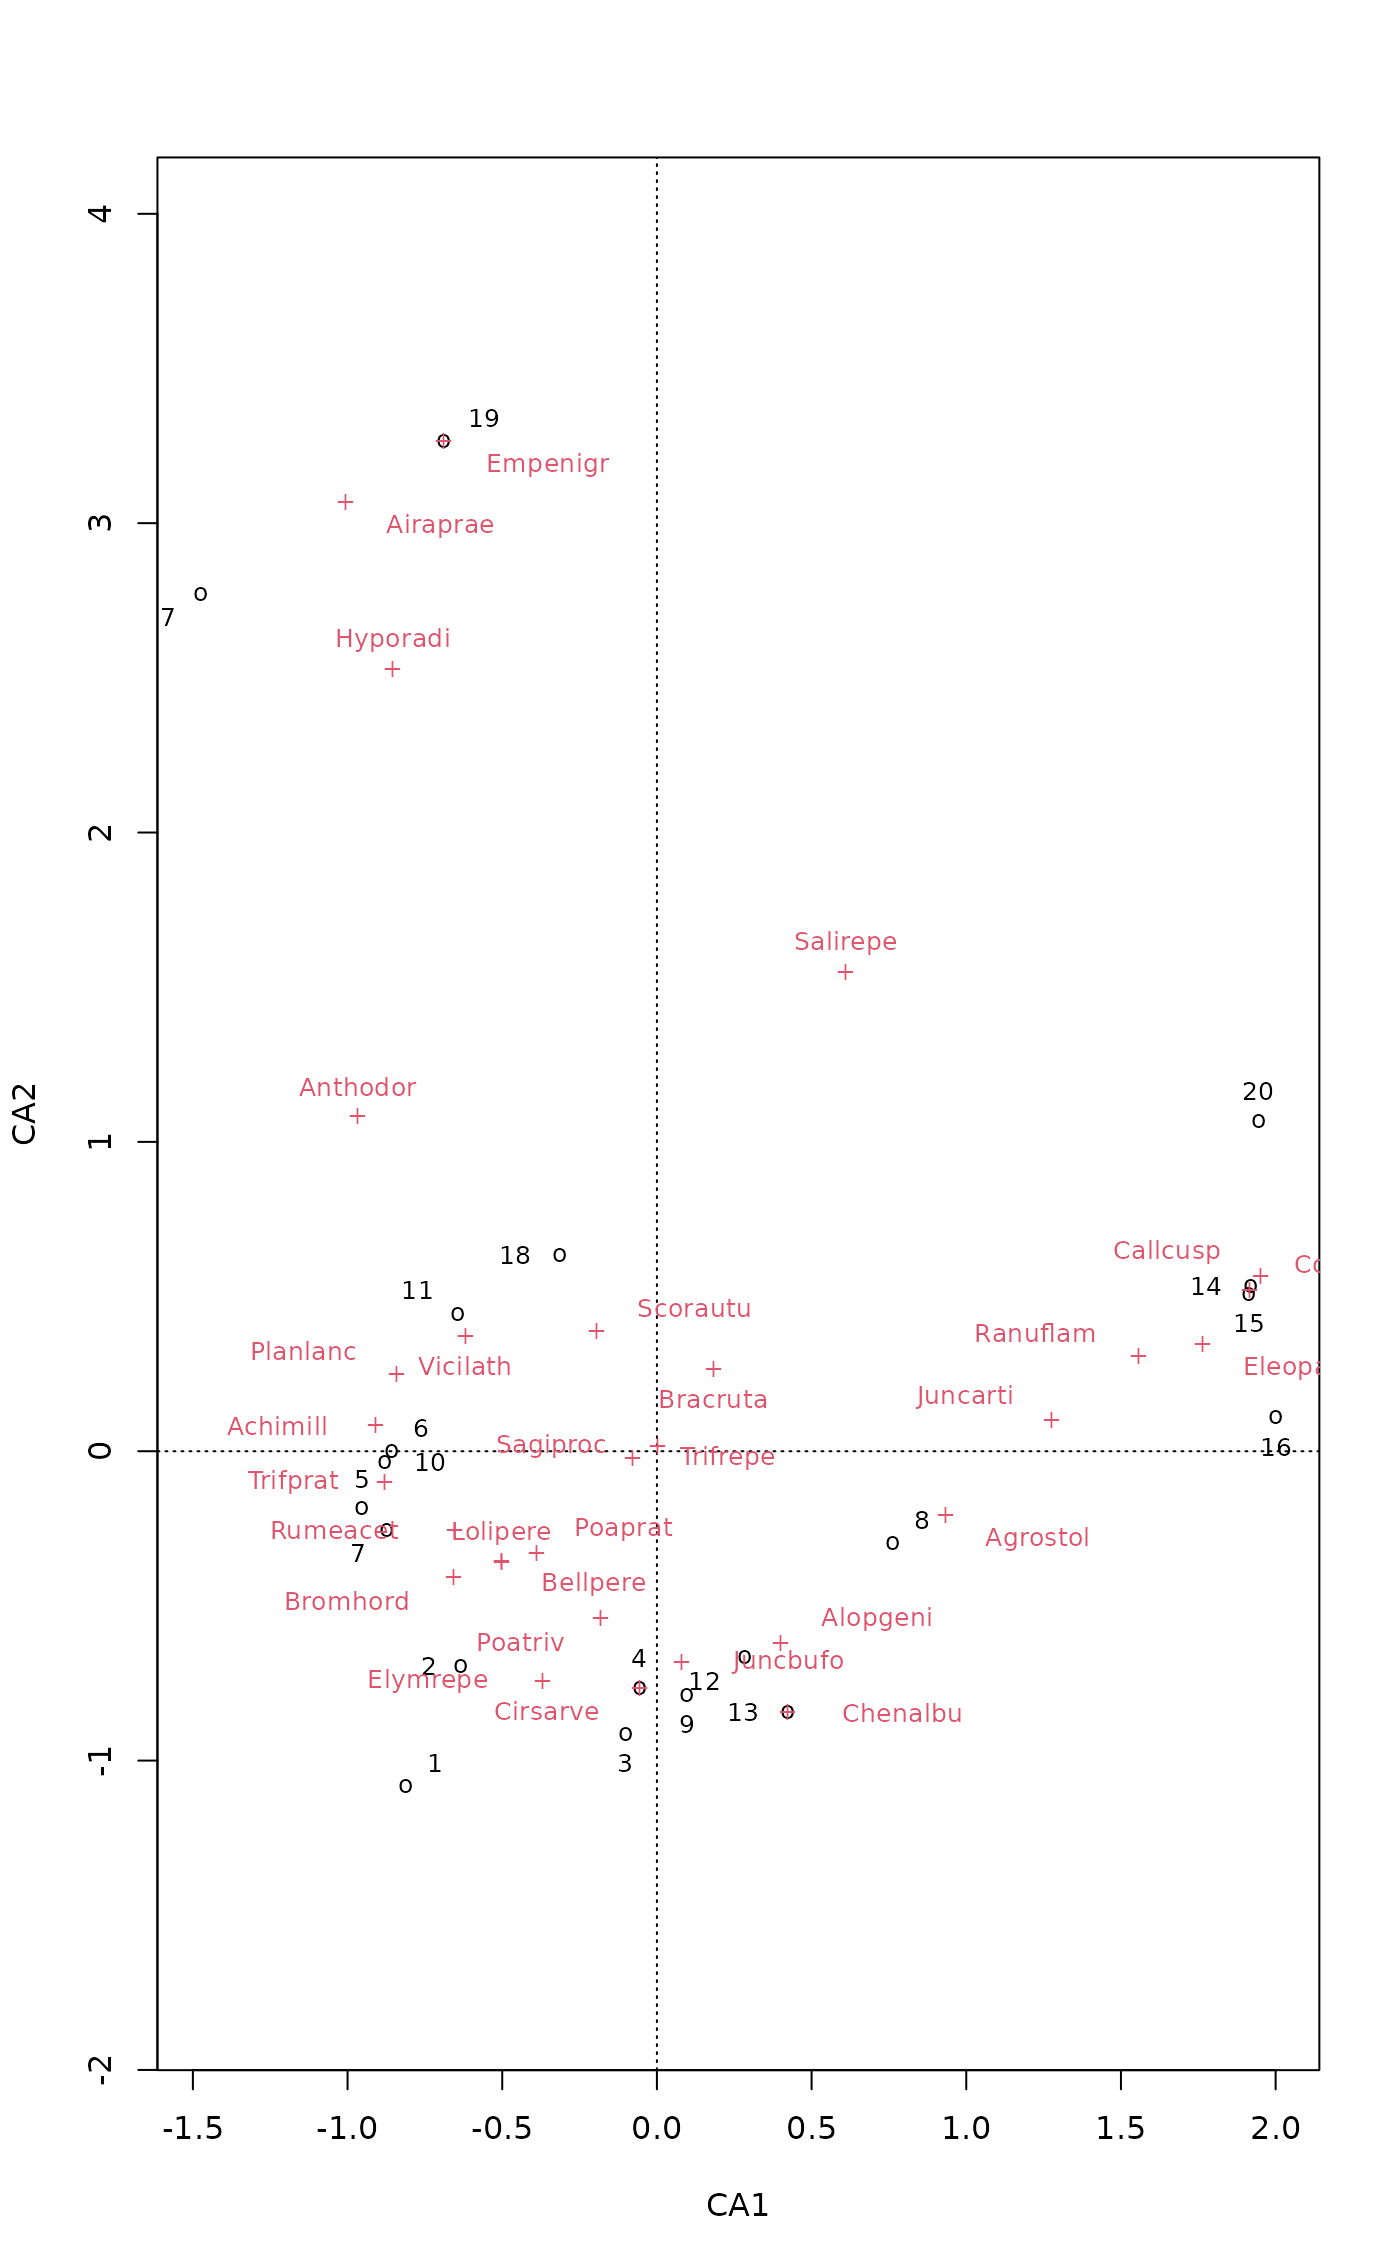 4
19
Empenigr
3
Airaprae
7
Hyporadi
2
Salirepe
Anthodor
20
1
CA2
Callcusp
18
Co
14
11
Scorautu
15
Ranuflam
Planlanc
Vicilath
Eleopa
Juncarti
Bracruta
Achimill
6
Sagiproc
16
0
Trifrepe
10
5
Trifprat
8
Poaprat
Rumeacet
Lolipere
Agrostol
7
Bellpere
Bromhord
Alopgeni
Poatriv
4
Juncbufo
2
Elymrepe
12
Cirsarve
13
Chenalbu
9
-1
1
3
-2
-1.5 -1.0 -0.5 0.0 0.5 1.0 1.5 2.0
CA1